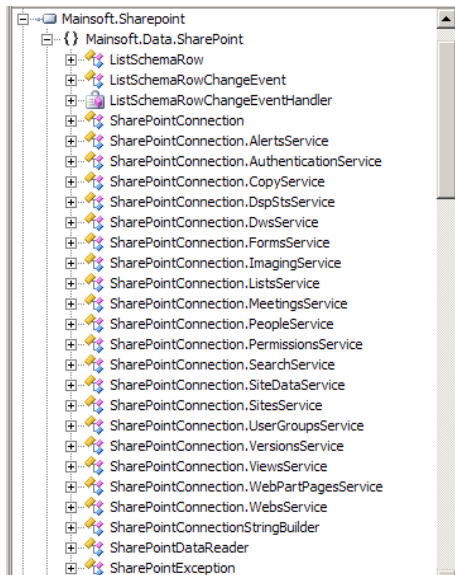 Mainsoft.Sharepoint
{} Mainsoft.Data.SharePoint
ListSchemaRow
ListSchemaRowChangeEvent
ListSchemaRowChangeEventHandler
SharePointConnection
SharePointConnection.AlertsService
SharePointConnection.AuthenticationService
SharePointConnection.CopyService
SharePointConnection.DspStsService
SharePointConnection.DwsService
SharePointConnection.FormsService
SharePointConnection.ImagingService
SharePointConnection.ListsService
SharePointConnection.MeetingsService
SharePointConnection.PeopleService
SharePointConnection.PermissionsService
SharePointConnection.SearchService
SharePointConnection.SiteDataService
SharePointConnection.SitesService
SharePointConnection.UserGroupsService
SharePointConnection.VersionsService
SharePointConnection.ViewsService
SharePointConnection.WebPartPagesService
SharePointConnection.WebsService
SharePointConnectionStringBuilder
SharePointDataReader
SharePointException